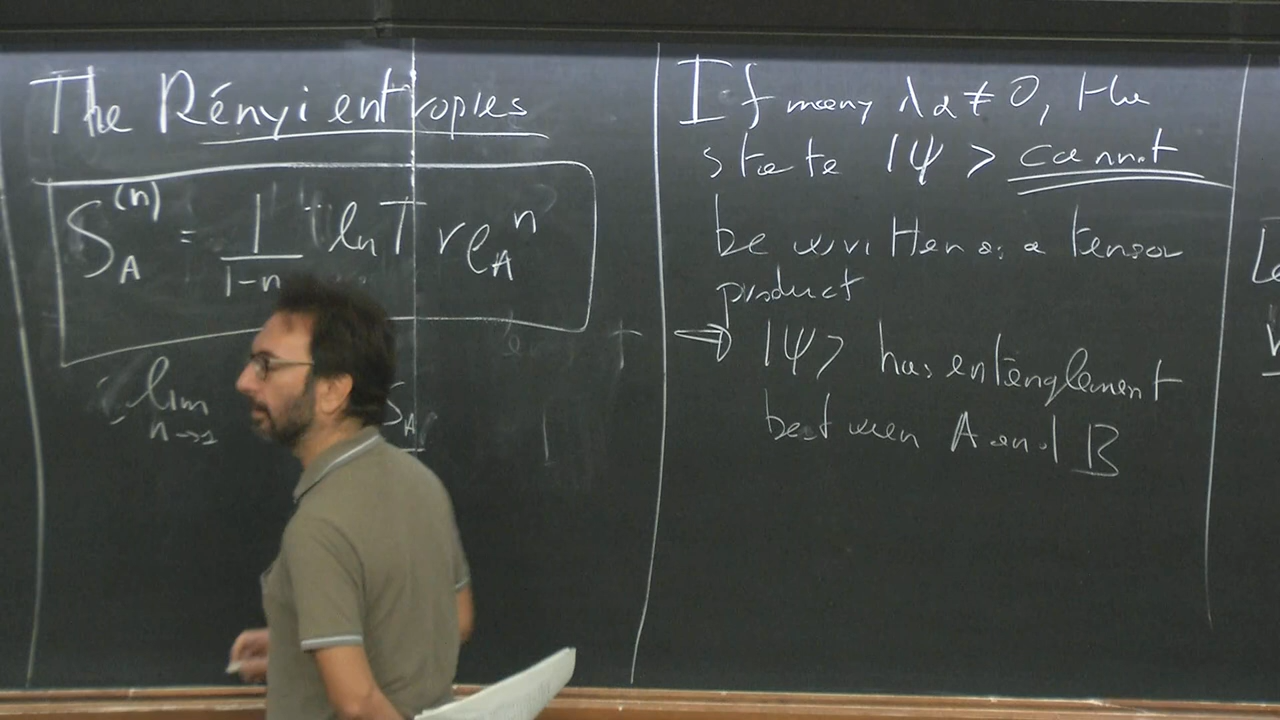 The Rényi entropies
S_A^(n) = 1/(1-n) ln Tr ρ_A^n
lim n→1 S_A
If many λα ≠ 0, the
state |ψ> cannot
be written as a tensor
product
⇒ |ψ> has entanglement
between A and B